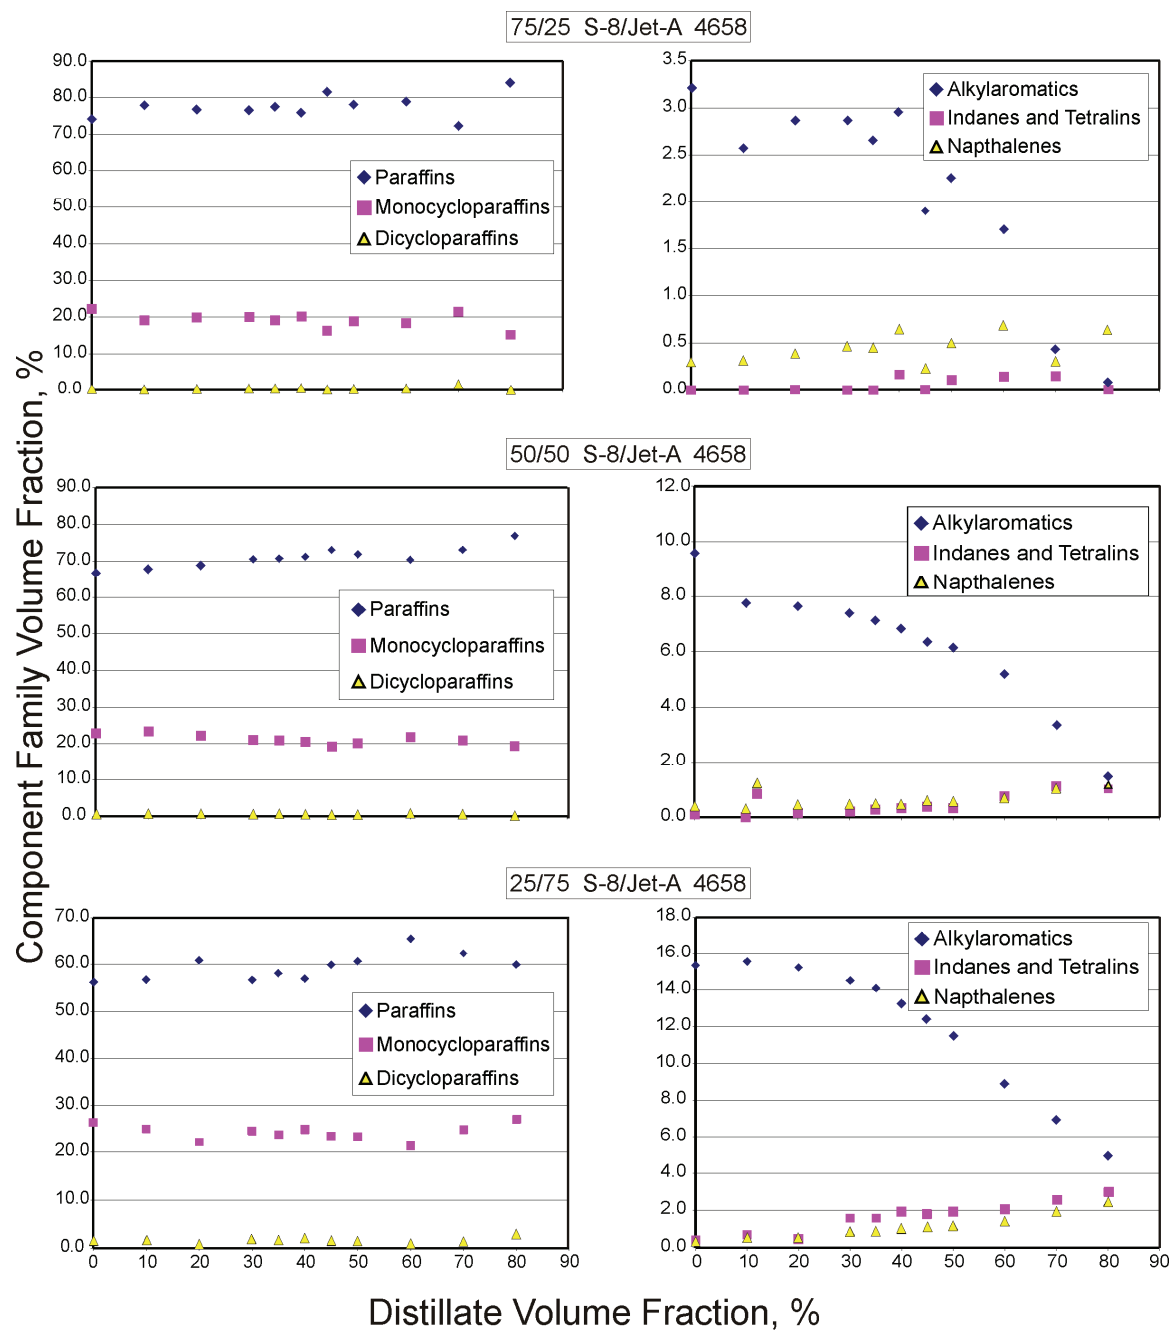 75/25 S-8/Jet-A 4658
90.0
80.0
70.0
60.0
50.0
40.0
30.0
20.0
10.0
0.0
Paraffins
Monocycloparaffins
Dicycloparaffins
3.5
3.0
2.5
2.0
1.5
1.0
0.5
0.0
Alkylaromatics
Indanes and Tetralins
Napthalenes
Component Family Volume Fraction, %
50/50 S-8/Jet-A 4658
90.0
80.0
70.0
60.0
50.0
40.0
30.0
20.0
10.0
0.0
Paraffins
Monocycloparaffins
Dicycloparaffins
12.0
10.0
8.0
6.0
4.0
2.0
0.0
Alkylaromatics
Indanes and Tetralins
Napthalenes
25/75 S-8/Jet-A 4658
70.0
60.0
50.0
40.0
30.0
20.0
10.0
0.0
Paraffins
Monocycloparaffins
Dicycloparaffins
0 10 20 30 40 50 60 70 80 90
18.0
16.0
14.0
12.0
10.0
8.0
6.0
4.0
2.0
0.0
Alkylaromatics
Indanes and Tetralins
Napthalenes
0 10 20 30 40 50 60 70 80 90
Distillate Volume Fraction, %